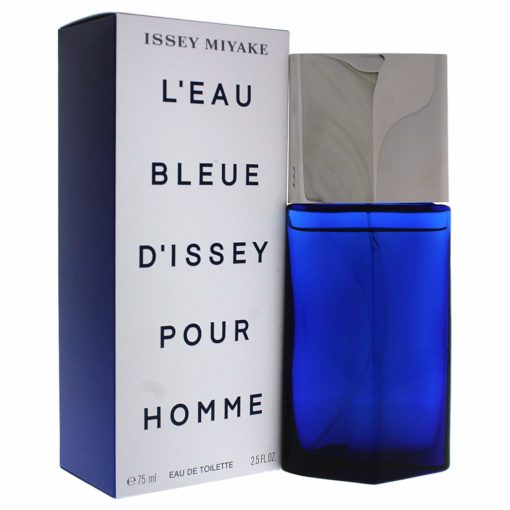 ISSEY MIYAKE
L'EAU
BLEUE
D'ISSEY
POUR
HOMME
℮75 ml EAU DE TOILETTE 2.5 FL.OZ.